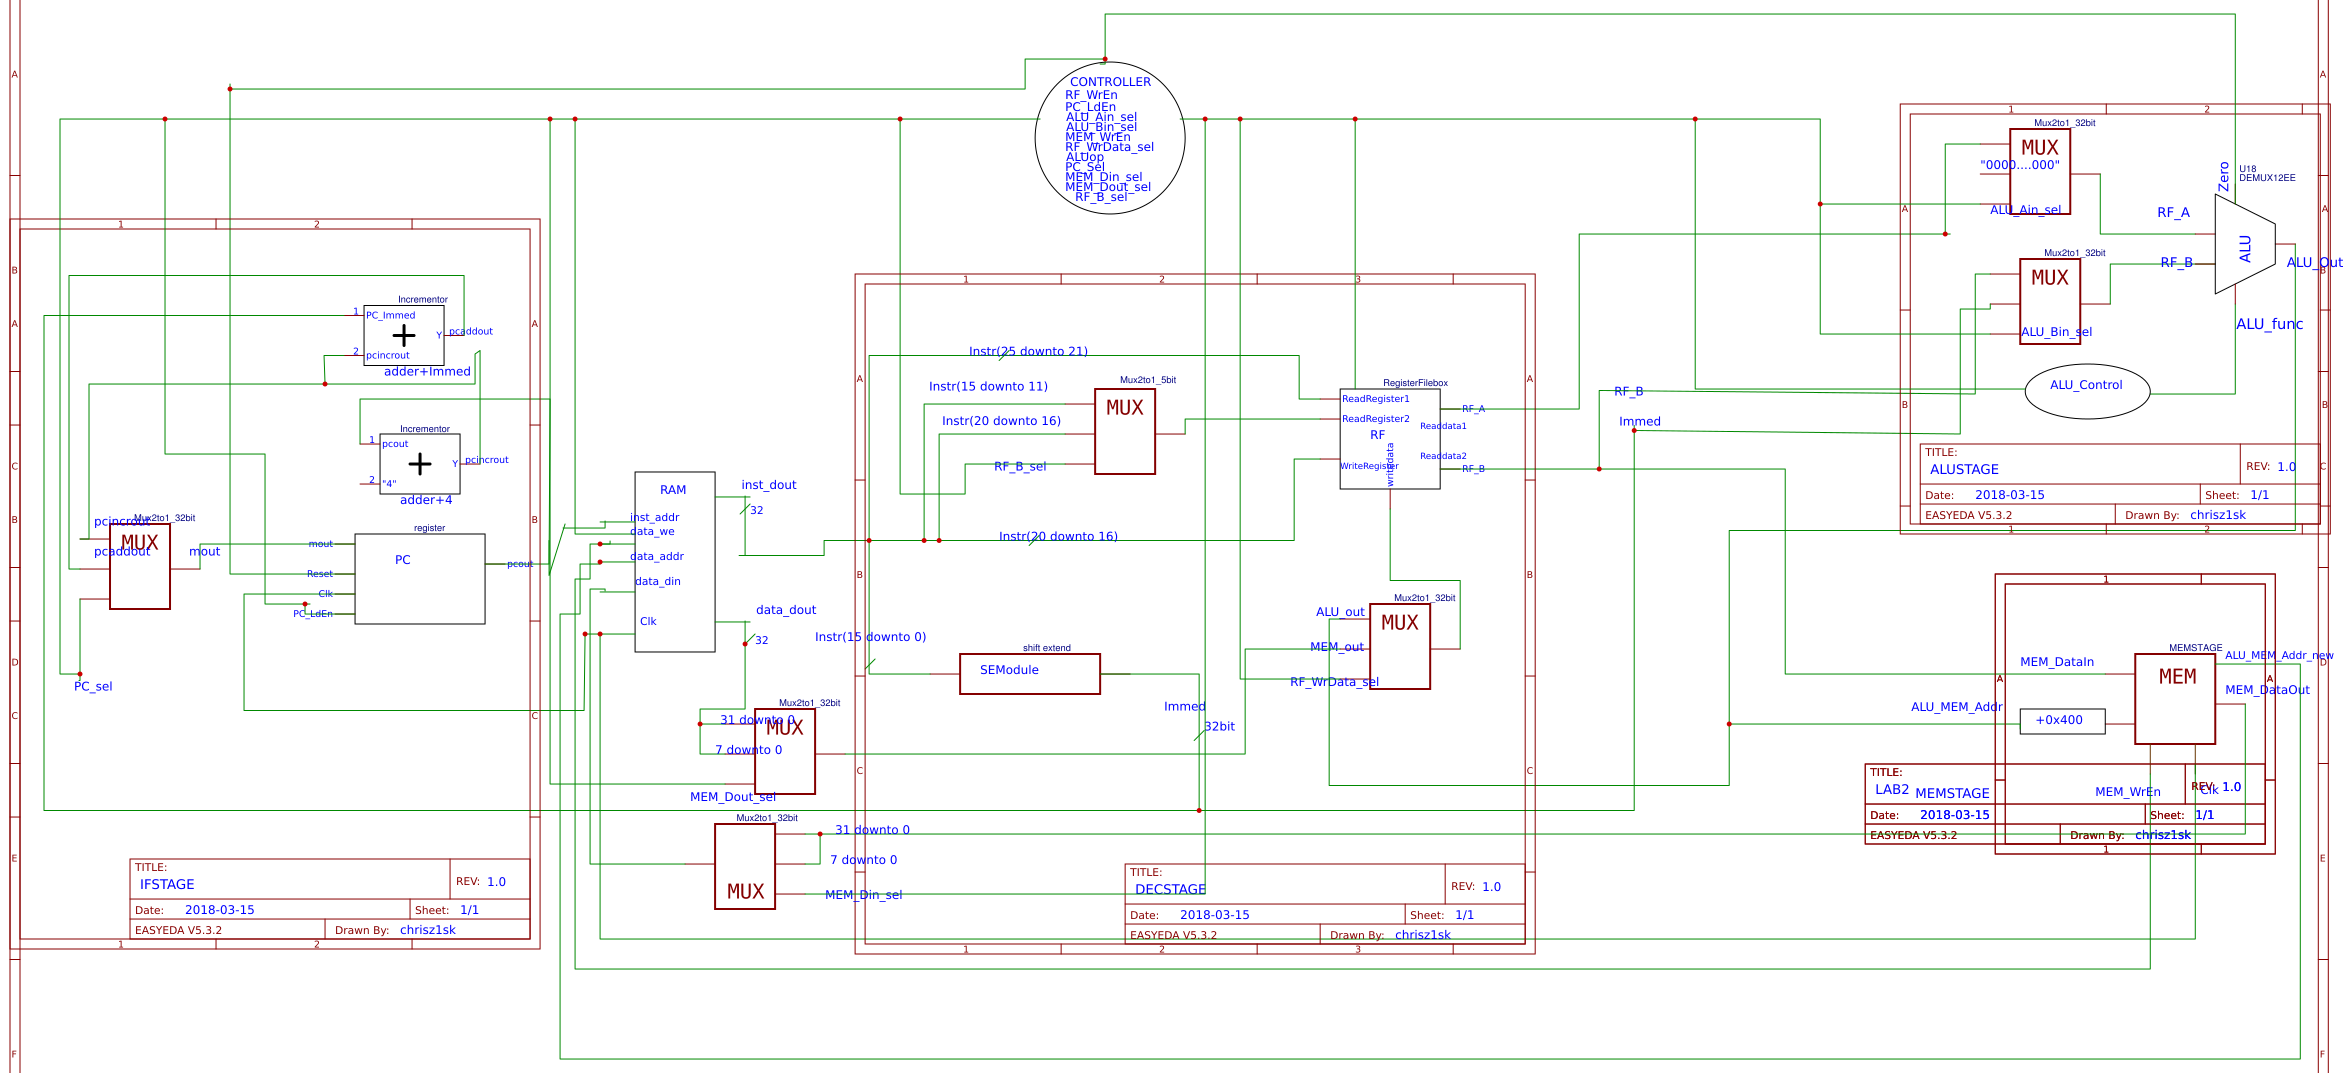 CONTROLLER
RF_WrEn
PC_LdEn
ALU_Ain_sel
ALU_Bin_sel
MEM_WrEn
RF_WrData_sel
ALUop
PC_Sel
MEM_Din_sel
MEM_Dout_sel
RF_B_sel
A
B
C
D
E
F
1
2
A
B
C
Incrementor
1
PC_Immed
2
pcincrout
Y
pcaddout
adder+Immed
Incrementor
1
pcout
2
"4"
Y
pcincrout
adder+4
Mux2to1_32bit
pcincrout
MUX
pcaddout
mout
PC_sel
register
mout
PC
Reset
Clk
PC_LdEn
pcout
TITLE:
IFSTAGE
REV: 1.0
Date: 2018-03-15
Sheet: 1/1
EASYEDA V5.3.2
Drawn By: chrisz1sk
1
2
RAM
inst_dout
32
inst_addr
data_we
data_addr
data_din
Clk
data_dout
32
Mux2to1_32bit
31 downto 0
MUX
7 downto 0
MEM_Dout_sel
Mux2to1_32bit
31 downto 0
7 downto 0
MUX
MEM_Din_sel
1
2
3
A
B
C
Instr(25 downto 21)
Instr(15 downto 11)
Instr(20 downto 16)
RF_B_sel
Mux2to1_5bit
MUX
Instr(20 downto 16)
Instr(15 downto 0)
shift extend
SEModule
Immed
32bit
RegisterFilebox
ReadRegister1
ReadRegister2
RF
WriteRegister
writedata
RF_A
Readdata1
Readdata2
RF_B
Mux2to1_32bit
ALU_out
MUX
MEM_out
RF_WrData_sel
TITLE:
DECSTAGE
REV: 1.0
Date: 2018-03-15
Sheet: 1/1
EASYEDA V5.3.2
Drawn By: chrisz1sk
1
2
3
RF_B
Immed
1
2
A
B
Mux2to1_32bit
MUX
"0000....000"
ALU_Ain_sel
Mux2to1_32bit
MUX
ALU_Bin_sel
RF_A
RF_B
Zero
U18
DEMUX12EE
ALU
ALU_Out
ALU_func
ALU_Control
TITLE:
ALUSTAGE
REV: 1.0
Date: 2018-03-15
Sheet: 1/1
EASYEDA V5.3.2
Drawn By: chrisz1sk
1
2
1
A
MEMSTAGE
MEM_DataIn
MEM
ALU_MEM_Addr_new
MEM_DataOut
ALU_MEM_Addr
+0x400
MEM_WrEn
Clk
TITLE:
LAB2 MEMSTAGE
REV: 1.0
Date: 2018-03-15
Sheet: 1/1
EASYEDA V5.3.2
Drawn By: chrisz1sk
1
A
B
C
D
E
F